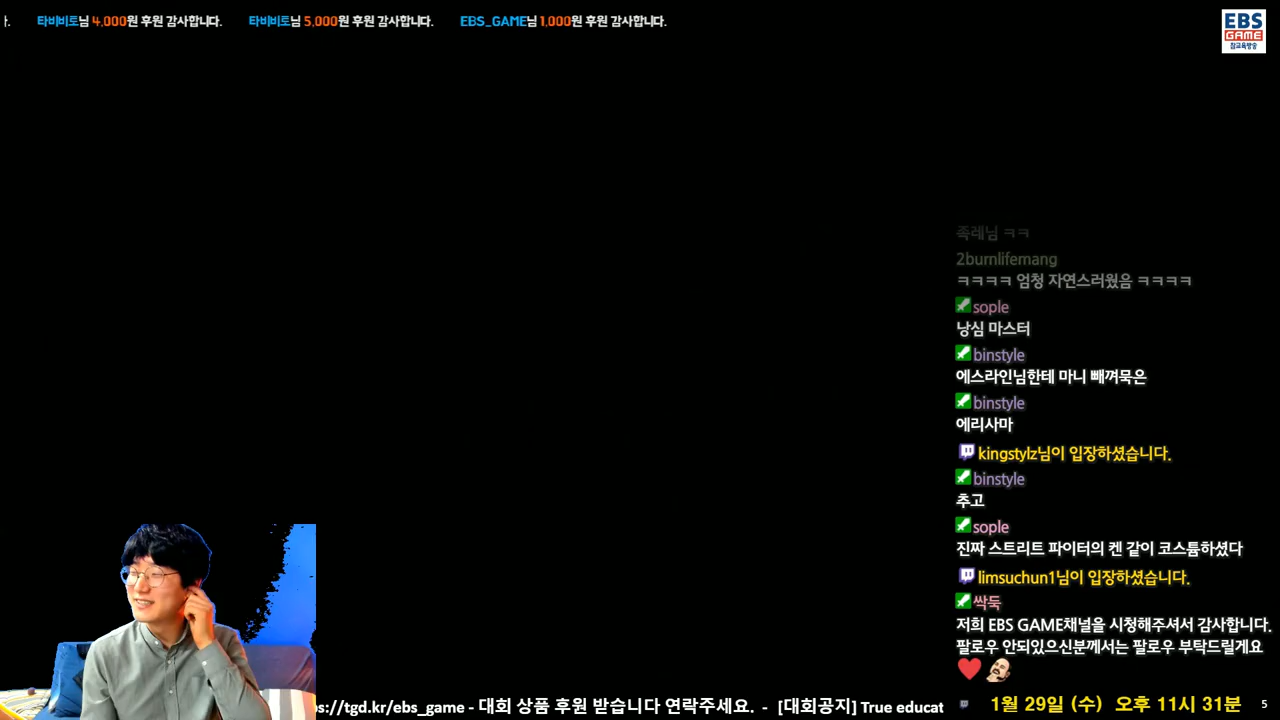 타비비토님 4,000원 후원 감사합니다. 타비비토님 5,000원 후원 감사합니다. EBS_GAME님 1,000원 후원 감사합니다.
EBS
GAME
참교육방송
족레님 ㅋㅋ
2burnlifemang
ㅋㅋㅋㅋ 엄청 자연스러웠음 ㅋㅋㅋㅋ
sople
낭심 마스터
binstyle
에스라인님한테 마니 빼껴묵은
binstyle
에리사마
kingstylz님이 입장하셨습니다.
binstyle
추고
sople
진짜 스트리트 파이터의 켄 같이 코스튬하셨다
limsuchun1님이 입장하셨습니다.
싹둑
저희 EBS GAME채널을 시청해주셔서 감사합니다.
팔로우 안되있으신분께서는 팔로우 부탁드릴게요
ps://tgd.kr/ebs_game - 대회 상품 후원 받습니다 연락주세요. - [대회공지] True educat
1월 29일 (수) 오후 11시 31분 5